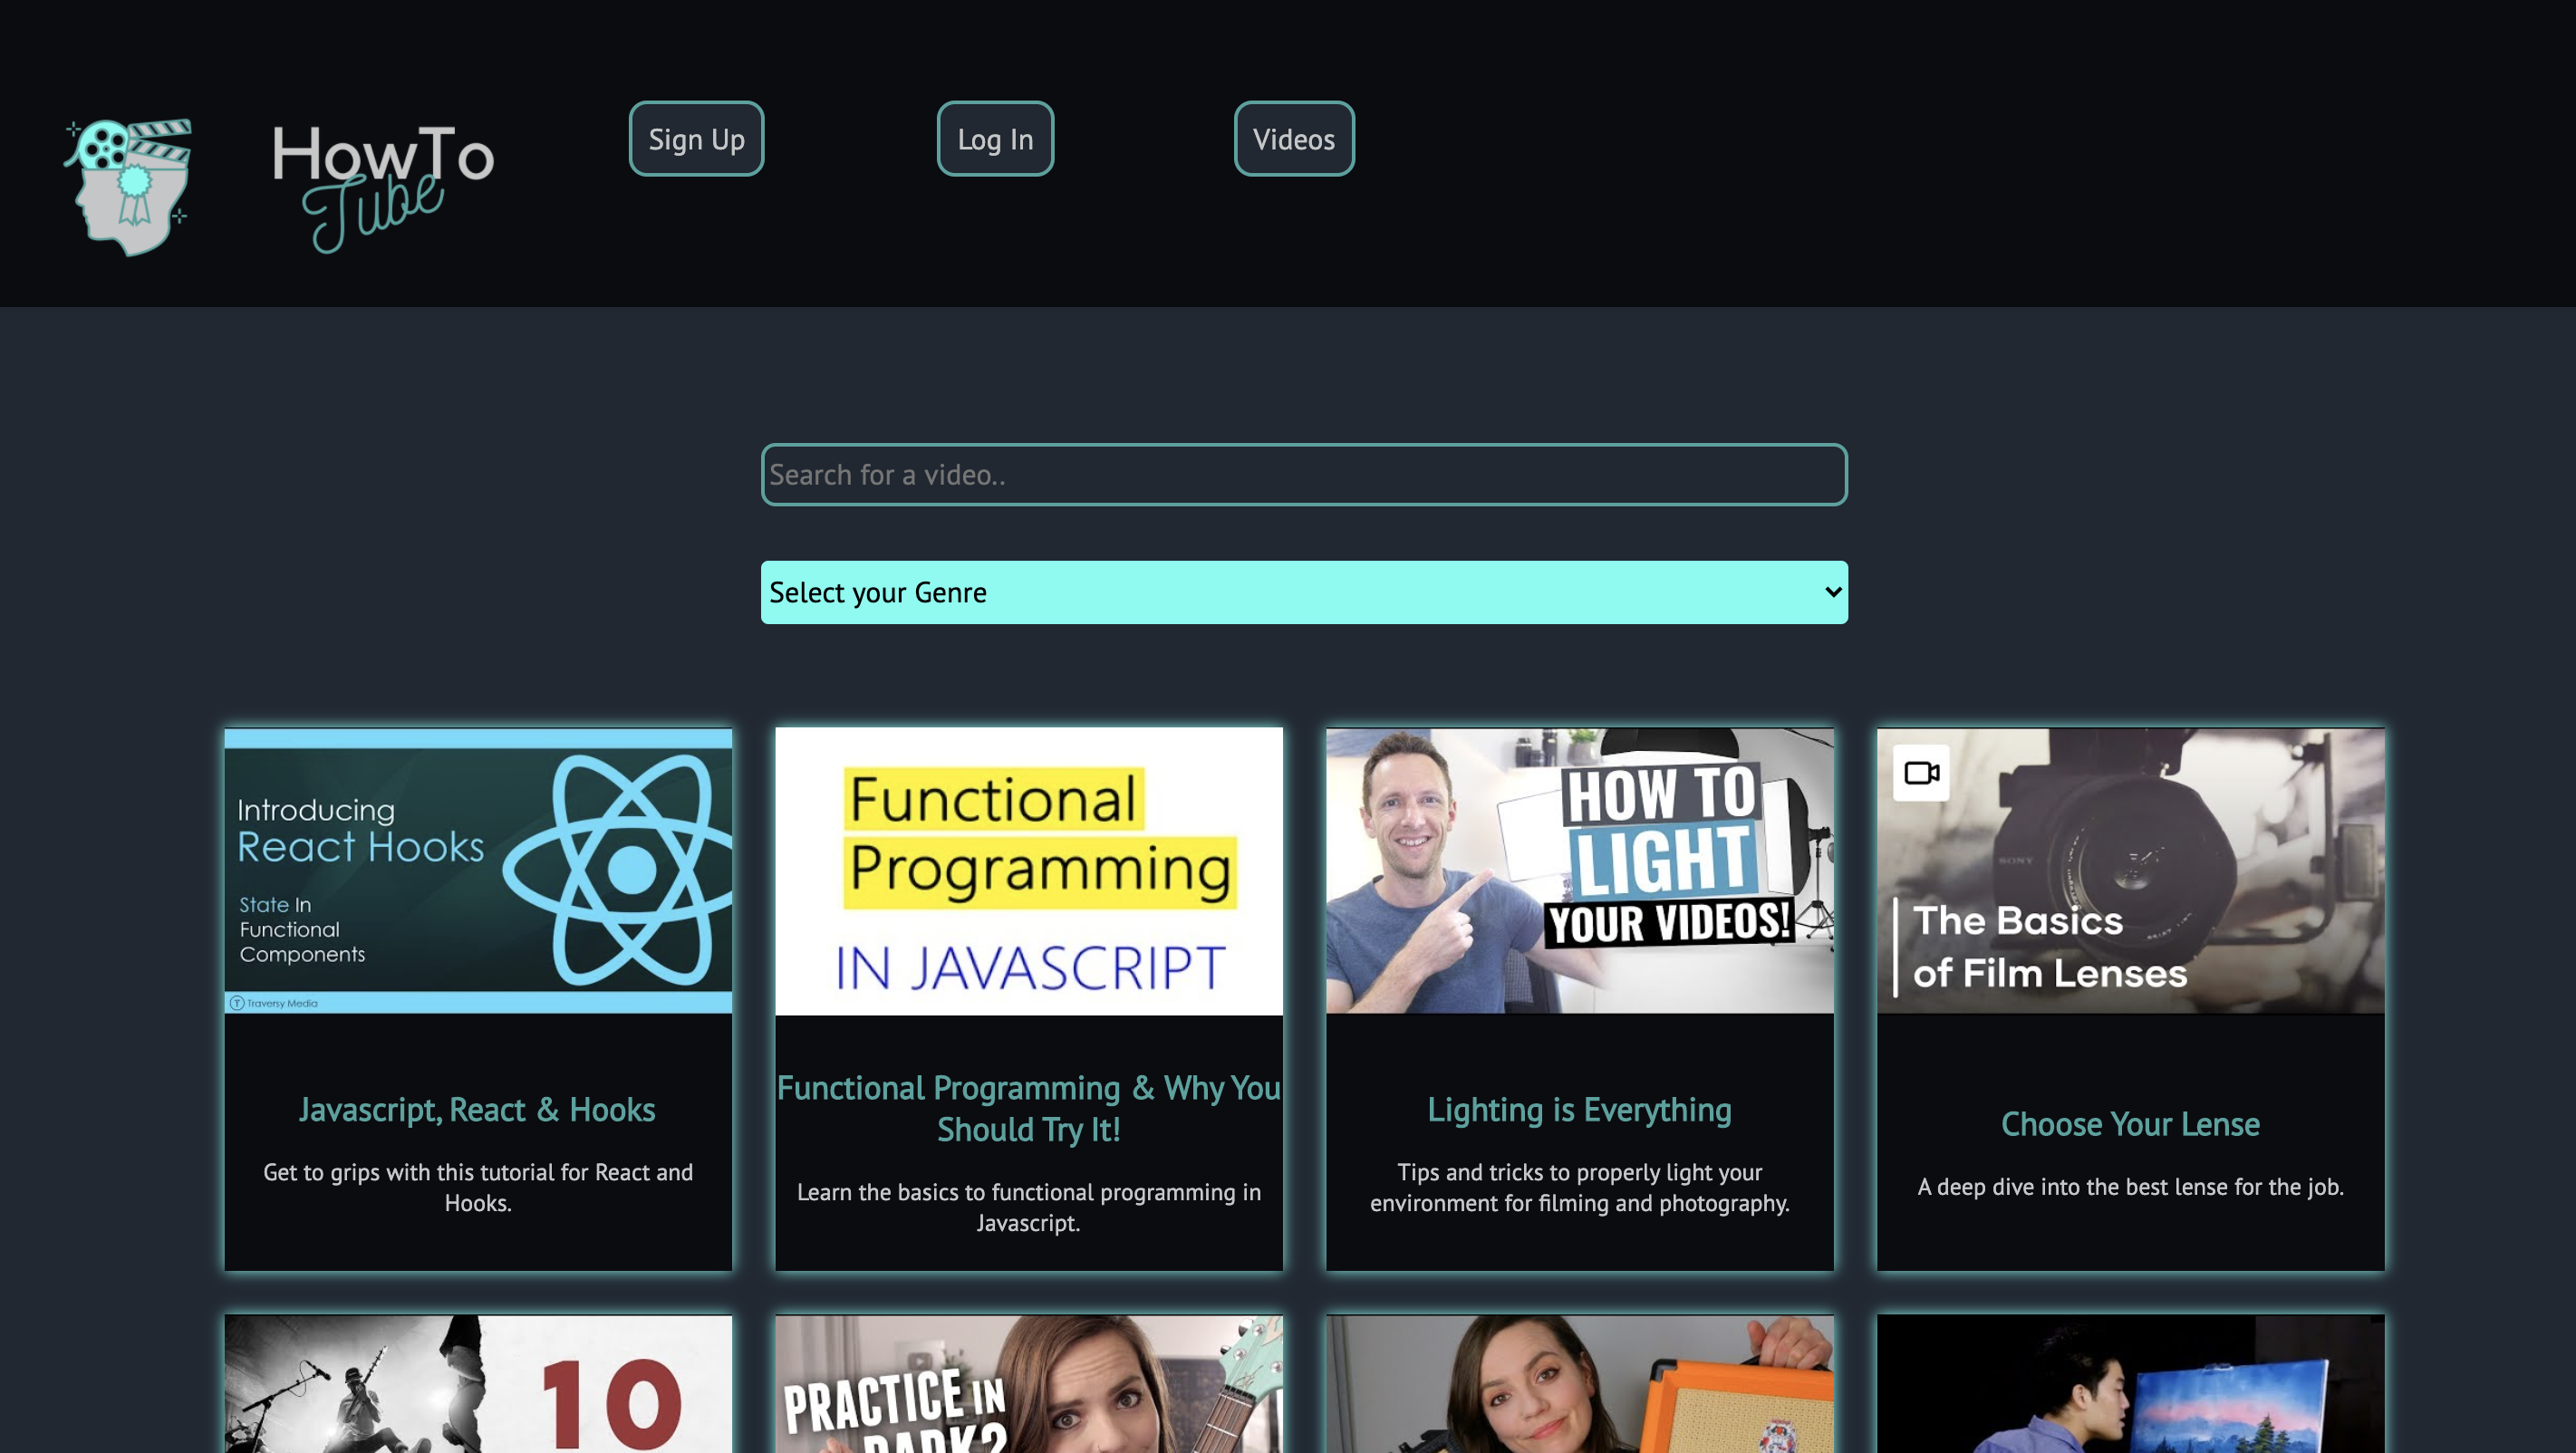 HowTo
Tube
Sign Up
Log In
Videos
Search for a video..
Select your Genre
Introducing
React Hooks
State In
Functional
Components
Traversy Media
Functional
Programming
IN JAVASCRIPT
HOW TO
LIGHT
YOUR VIDEOS!
SONY
The Basics
of Film Lenses
Javascript, React & Hooks
Get to grips with this tutorial for React and
Hooks.
Functional Programming & Why You
Should Try It!
Learn the basics to functional programming in
Javascript.
Lighting is Everything
Tips and tricks to properly light your
environment for filming and photography.
Choose Your Lense
A deep dive into the best lense for the job.
10
PRACTICE IN
DARK?